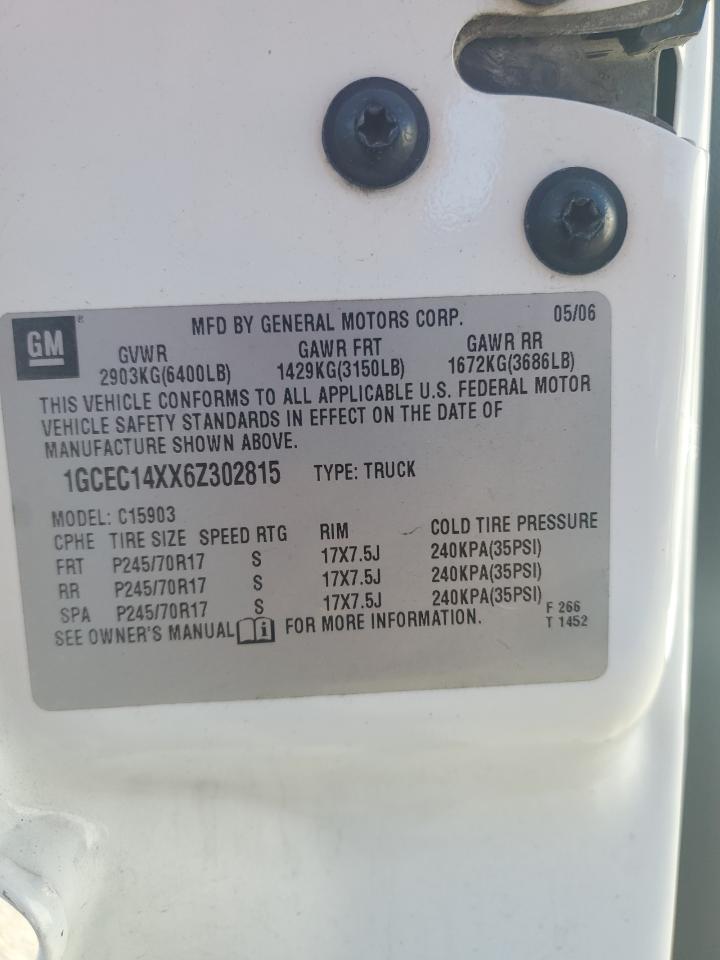 GM
MFD BY GENERAL MOTORS CORP. 05/06
GVWR GAWR FRT GAWR RR
2903KG(6400LB) 1429KG(3150LB) 1672KG(3686LB)
THIS VEHICLE CONFORMS TO ALL APPLICABLE U.S. FEDERAL MOTOR
VEHICLE SAFETY STANDARDS IN EFFECT ON THE DATE OF
MANUFACTURE SHOWN ABOVE.
1GCEC14XX6Z302815 TYPE: TRUCK
MODEL: C15903
CPHE TIRE SIZE SPEED RTG RIM COLD TIRE PRESSURE
FRT P245/70R17 S 17X7.5J 240KPA(35PSI)
RR P245/70R17 S 17X7.5J 240KPA(35PSI)
SPA P245/70R17 S 17X7.5J 240KPA(35PSI)
SEE OWNER'S MANUAL i FOR MORE INFORMATION.
F 266
T 1452